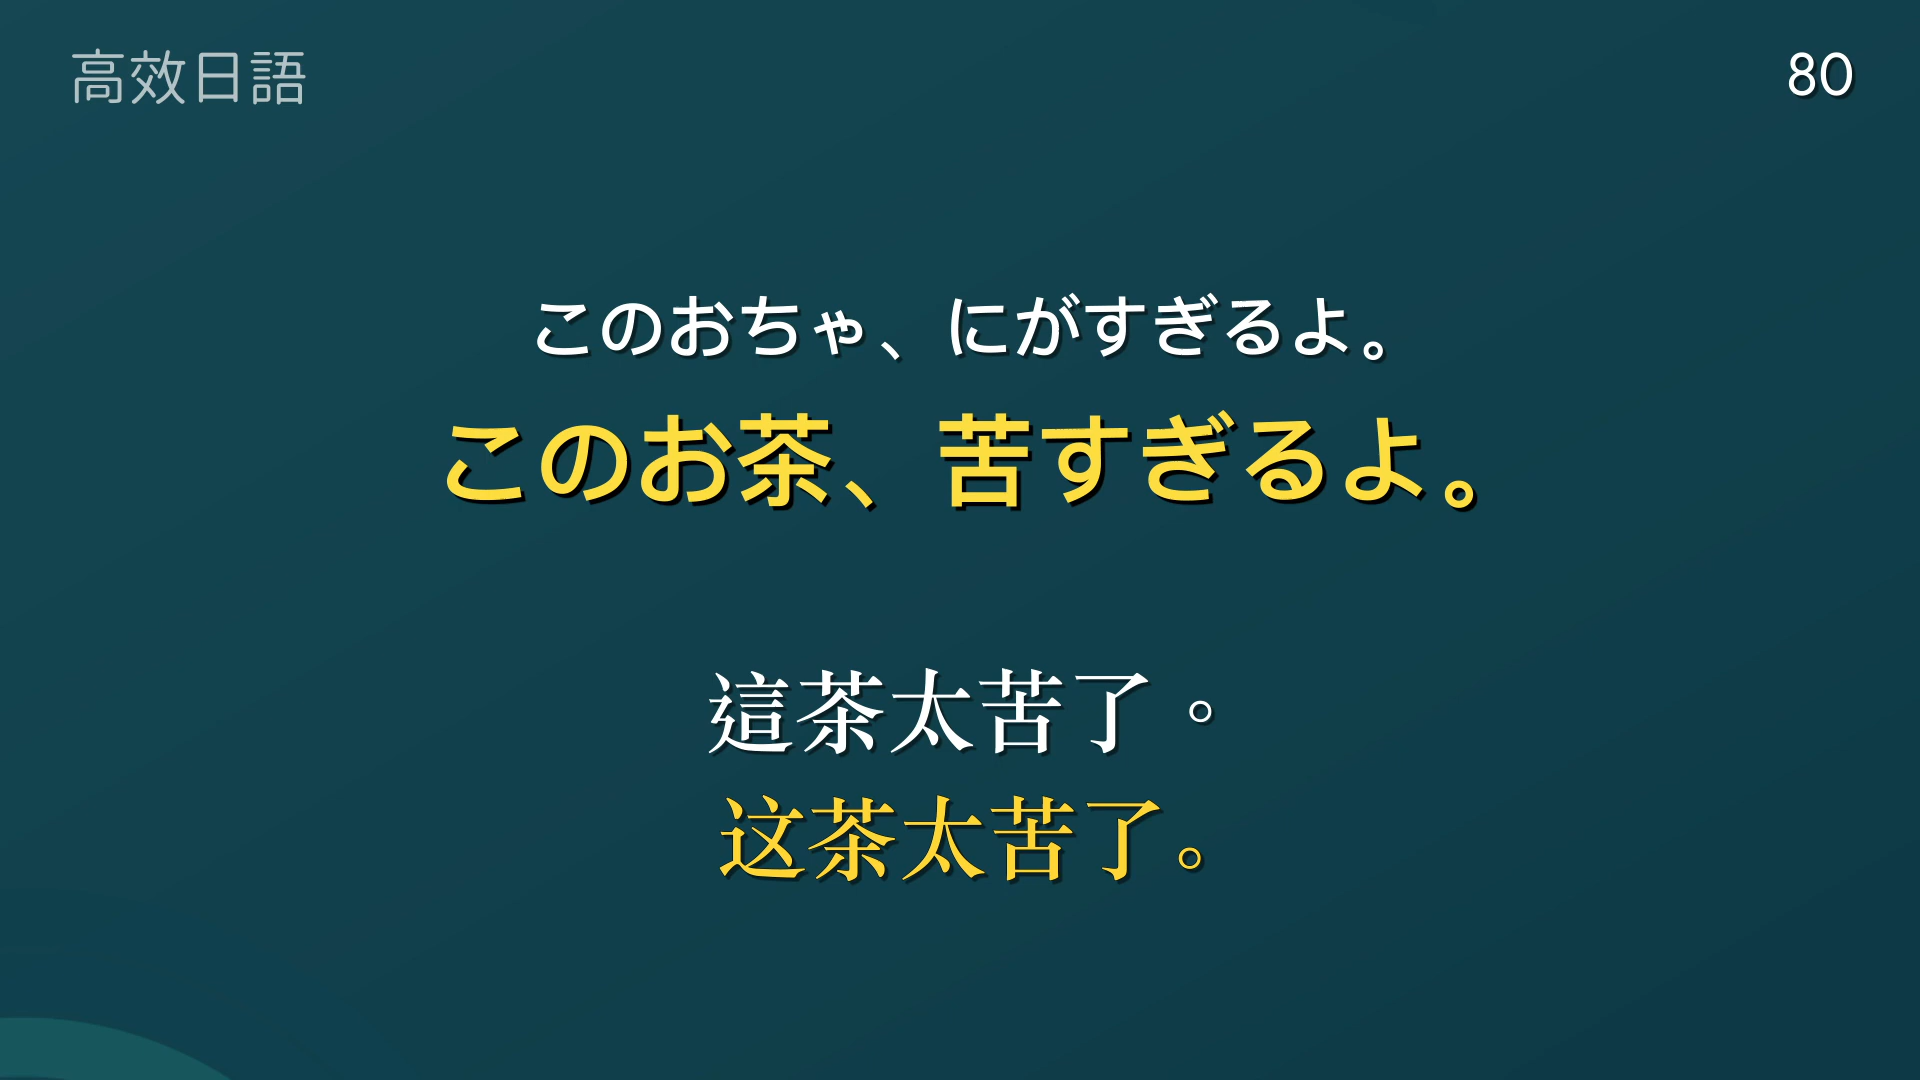 高效日語
80
このおちゃ、にがすぎるよ。
このお茶、苦すぎるよ。
這茶太苦了。
这茶太苦了。